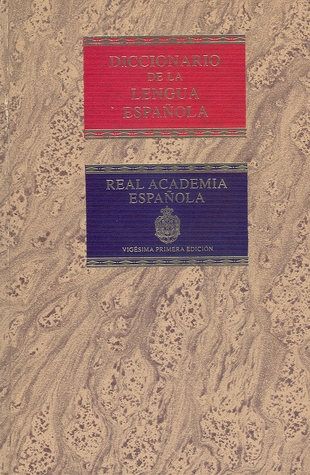 DICCIONARIO
DE LA
LENGUA
ESPAÑOLA
REAL ACADEMIA
ESPAÑOLA
VIGÉSIMA PRIMERA EDICIÓN